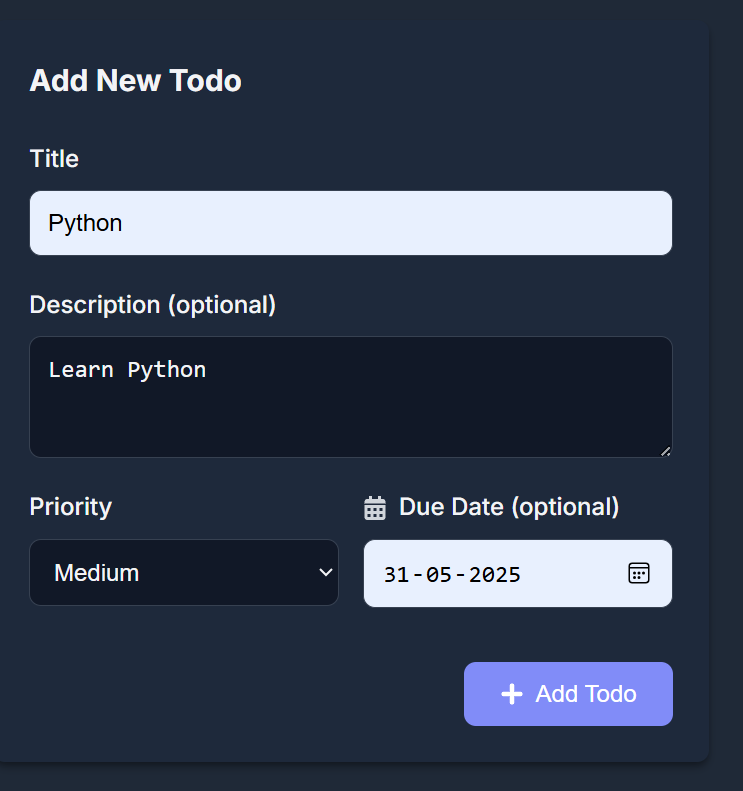 Add New Todo
Title
Python
Description (optional)
Learn Python
Priority
Due Date (optional)
Medium
31-05-2025
Add Todo